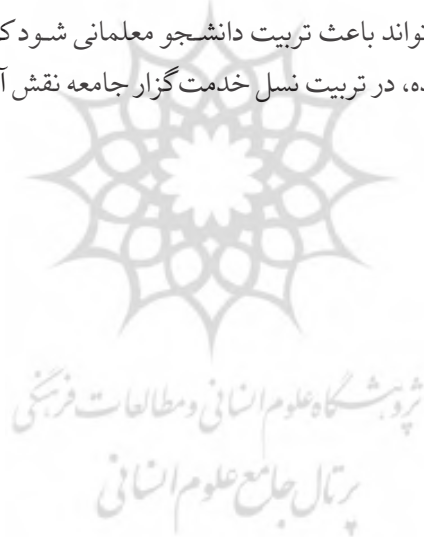 تواند باعث تربیت دانشجو معلمانی شود ک
ده، در تربیت نسل خدمت‌گزار جامعه نقش آ
پژوهشگاه علوم انسانی و مطالعات فرهنگی
پرتال جامع علوم انسانی